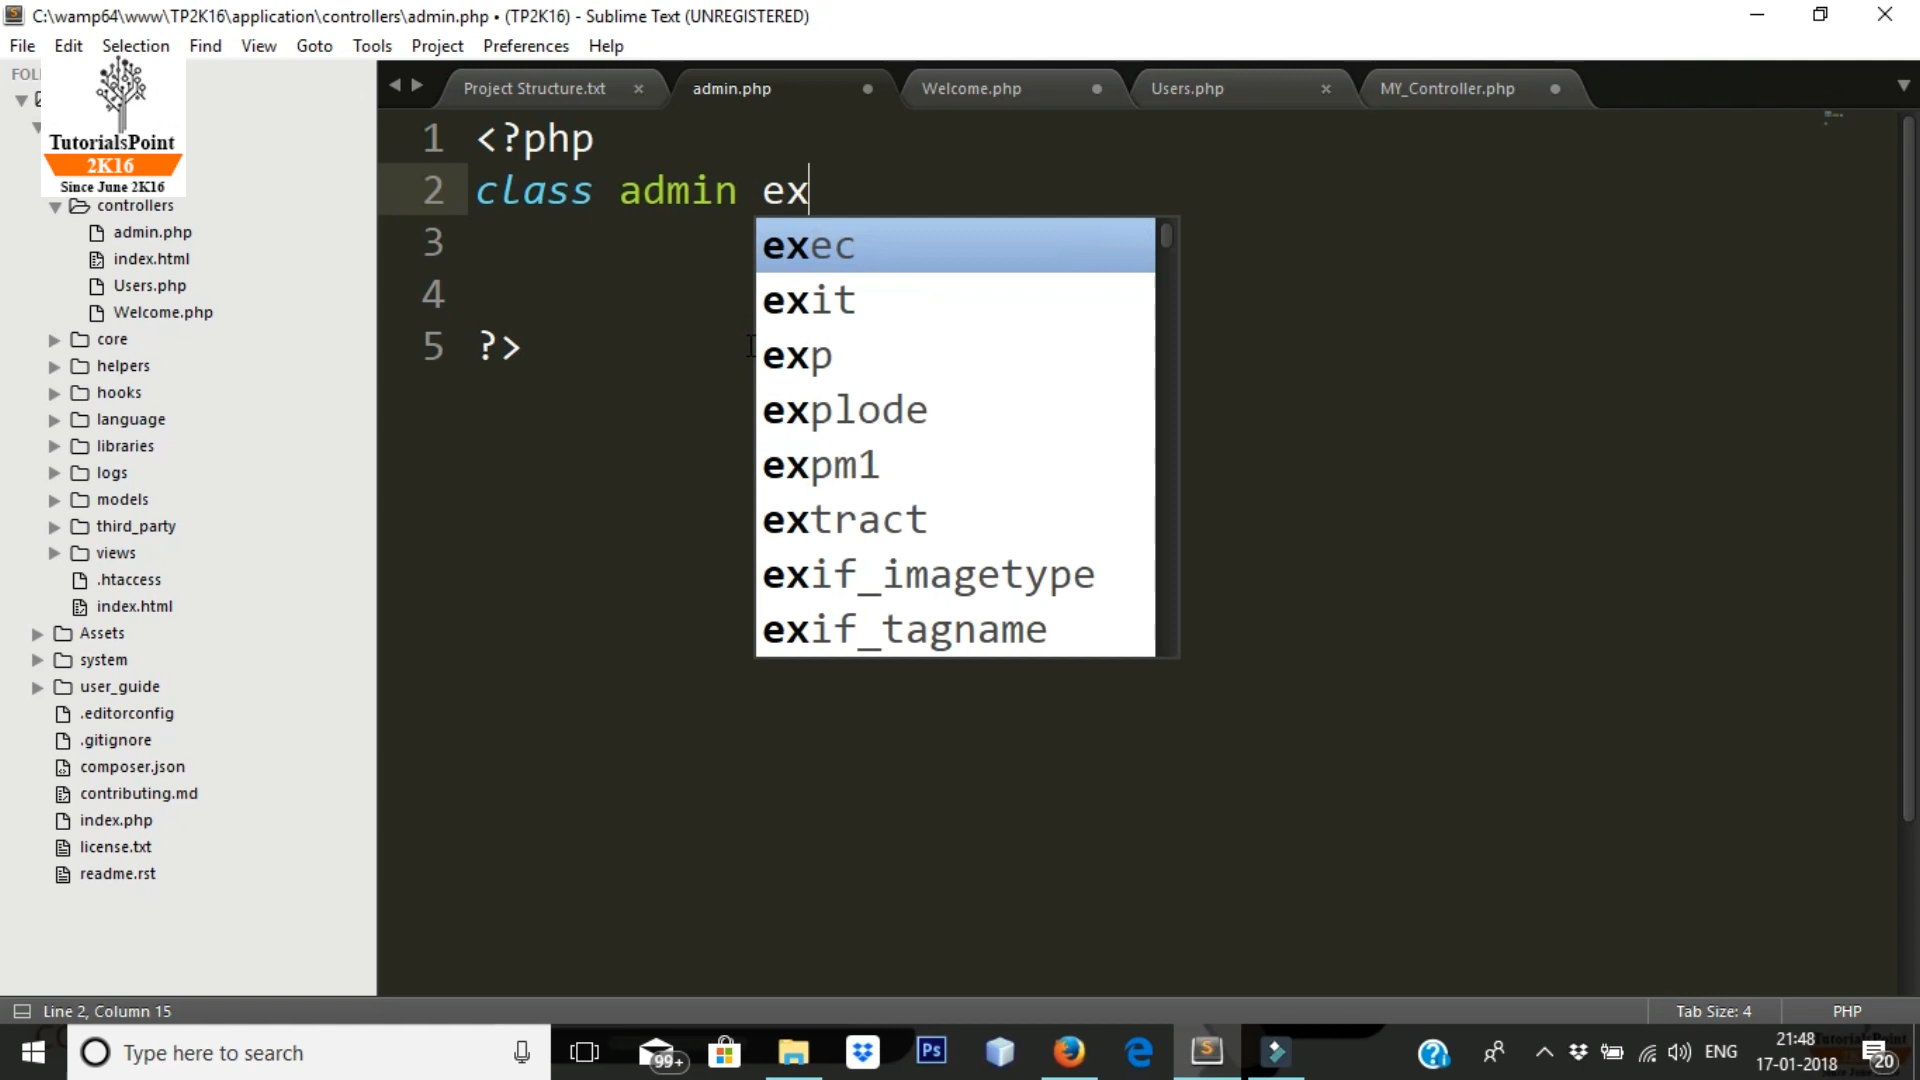 C:\wamp64\www\TP2K16\application\controllers\admin.php • (TP2K16) - Sublime Text (UNREGISTERED)
File Edit Selection Find View Goto Tools Project Preferences Help
TutorialsPoint
2K16
Since June 2K16
controllers
admin.php
index.html
Users.php
Welcome.php
core
helpers
hooks
language
libraries
logs
models
third_party
views
.htaccess
index.html
Assets
system
user_guide
.editorconfig
.gitignore
composer.json
contributing.md
index.php
license.txt
readme.rst
Project Structure.txt × admin.php Welcome.php Users.php × MY_Controller.php
1 <?php
2 class admin ex
3
4
5 ?>
exec
exit
exp
explode
expm1
extract
exif_imagetype
exif_tagname
Line 2, Column 15 Tab Size: 4 PHP
Type here to search 99+ Ps ENG 21:48
17-01-2018 20